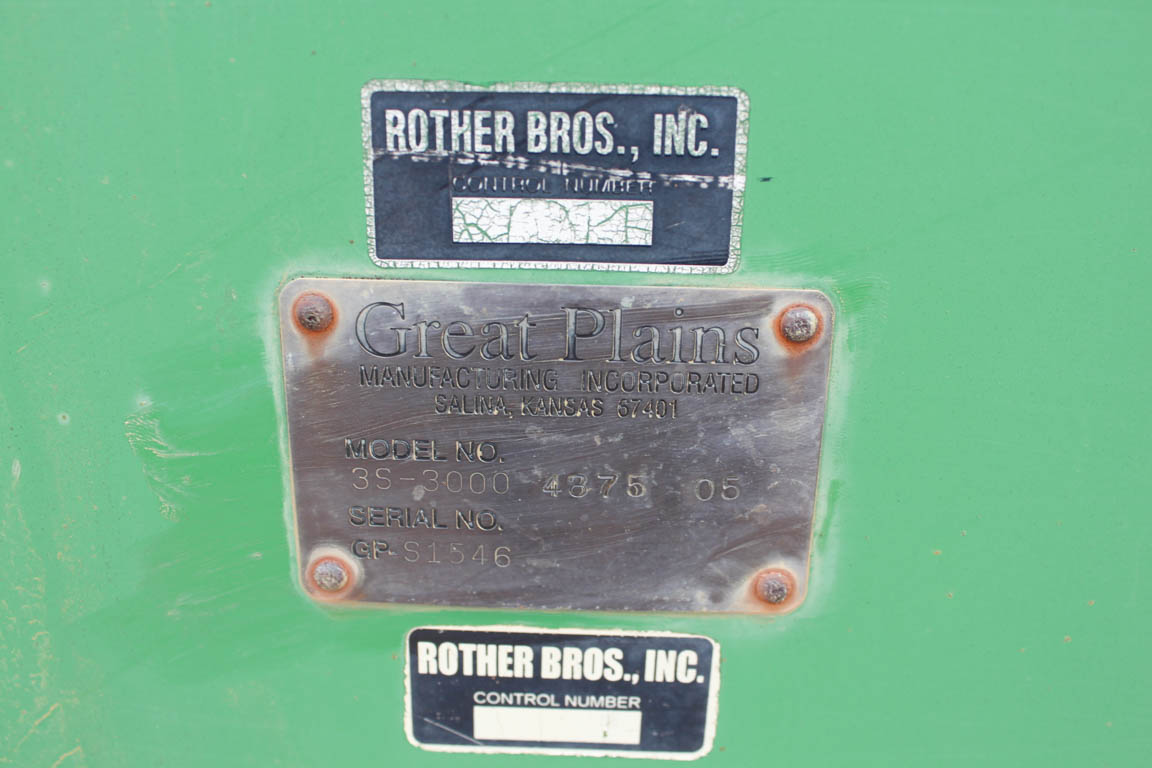 ROTHER BROS., INC.
CONTROL NUMBER
Great Plains
MANUFACTURING INCORPORATED
SALINA, KANSAS 67401
MODEL NO.
3S-3000 4375 05
SERIAL NO.
GP-S1546
ROTHER BROS., INC.
CONTROL NUMBER